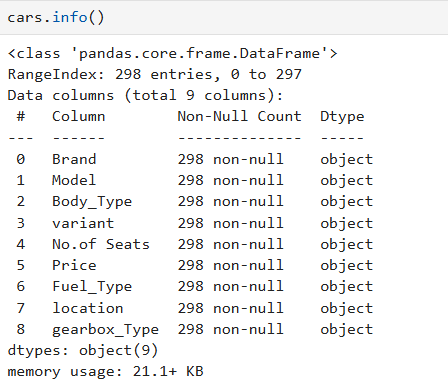 cars.info()
<class 'pandas.core.frame.DataFrame'>
RangeIndex: 298 entries, 0 to 297
Data columns (total 9 columns):
 #   Column        Non-Null Count  Dtype
---  ------        --------------  -----
 0   Brand         298 non-null    object
 1   Model         298 non-null    object
 2   Body_Type     298 non-null    object
 3   variant       298 non-null    object
 4   No.of Seats   298 non-null    object
 5   Price         298 non-null    object
 6   Fuel_Type     298 non-null    object
 7   location      298 non-null    object
 8   gearbox_Type  298 non-null    object
dtypes: object(9)
memory usage: 21.1+ KB